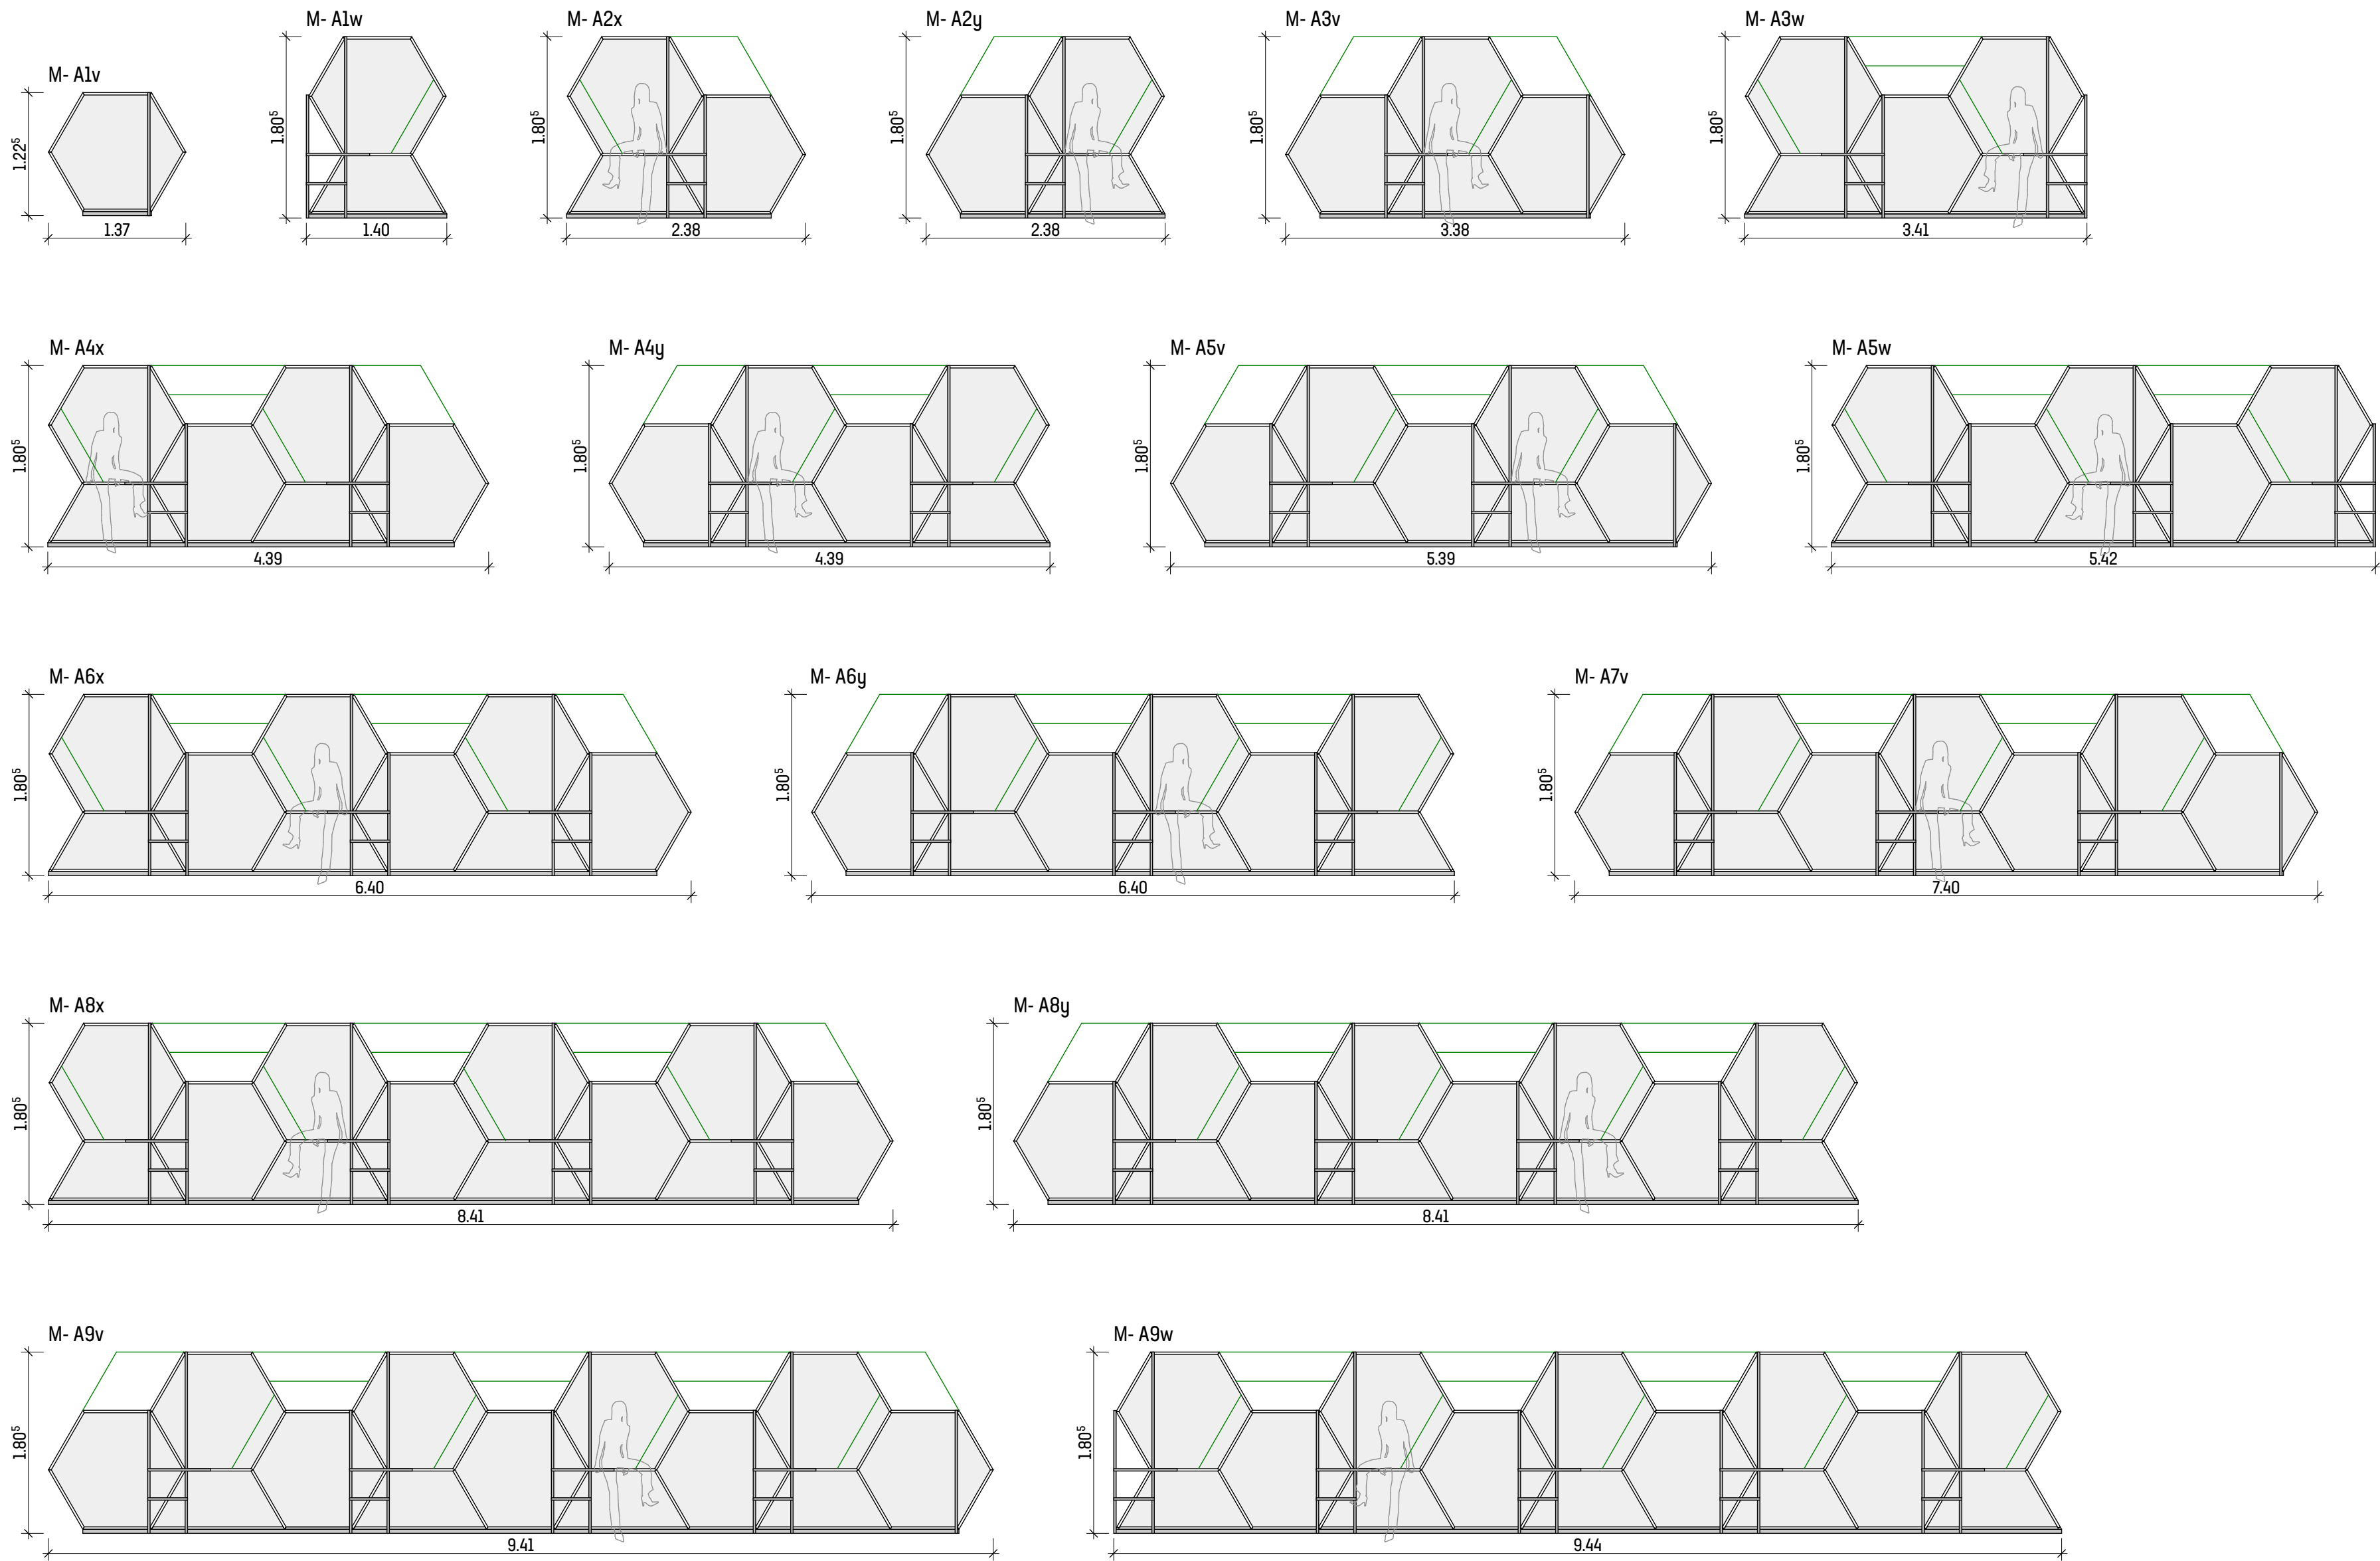 M- A1v
1.22⁵
1.37
M- A1w
1.80⁵
1.40
M- A2x
1.80⁵
2.38
M- A2y
1.80⁵
2.38
M- A3v
1.80⁵
3.38
M- A3w
1.80⁵
3.41
M- A4x
1.80⁵
4.39
M- A4y
1.80⁵
4.39
M- A5v
1.80⁵
5.39
M- A5w
1.80⁵
5.42
M- A6x
1.80⁵
6.40
M- A6y
1.80⁵
6.40
M- A7v
1.80⁵
7.40
M- A8x
1.80⁵
8.41
M- A8y
1.80⁵
8.41
M- A9v
1.80⁵
9.41
M- A9w
1.80⁵
9.44